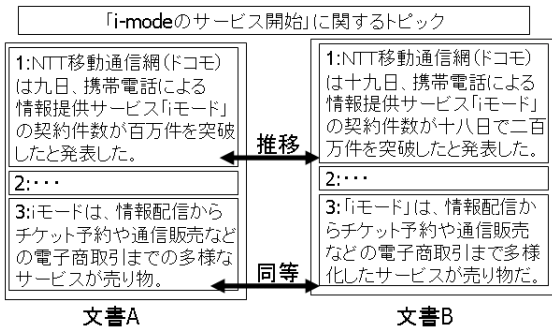 「i-modeのサービス開始」に関するトピック
1:NTT移動通信網(ドコモ)
は九日、携帯電話による
情報提供サービス「iモード」
の契約件数が百万件を突破
したと発表した。
2:・・・
3:iモードは、情報配信から
チケット予約や通信販売など
の電子商取引までの多様な
サービスが売り物。
文書A
推移
同等
1:NTT移動通信網(ドコモ)
は十九日、携帯電話による
情報提供サービス「iモード」
の契約件数が十八日で二百
万件を突破したと発表した。
2:・・・
3:「iモード」は、情報配信か
らチケット予約や通信販売
などの電子商取引まで多様
化したサービスが売り物だ。
文書B